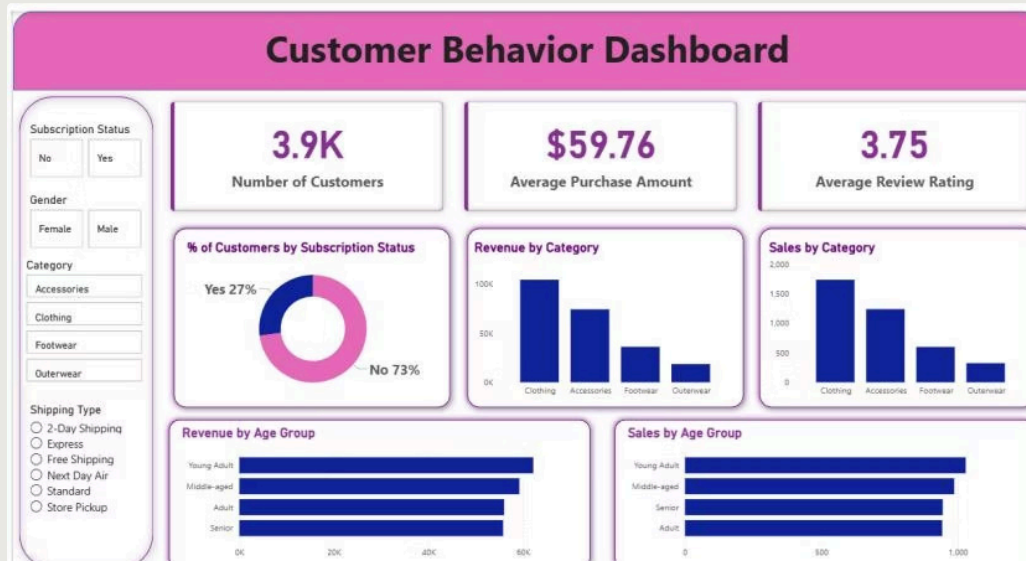 Customer Behavior Dashboard
Subscription Status
No
Yes
Gender
Female
Male
Category
Accessories
Clothing
Footwear
Outerwear
Shipping Type
2-Day Shipping
Express
Free Shipping
Next Day Air
Standard
Store Pickup
3.9K
Number of Customers
$59.76
Average Purchase Amount
3.75
Average Review Rating
% of Customers by Subscription Status
Yes 27%
No 73%
Revenue by Category
100K
50K
0K
Clothing Accessories Footwear Outerwear
Sales by Category
2,000
1,500
1,000
500
0
Clothing Accessories Footwear Outerwear
Revenue by Age Group
Young Adult
Middle-aged
Adult
Senior
0K 20K 40K 60K
Sales by Age Group
Young Adult
Middle-aged
Senior
Adult
0 500 1,000